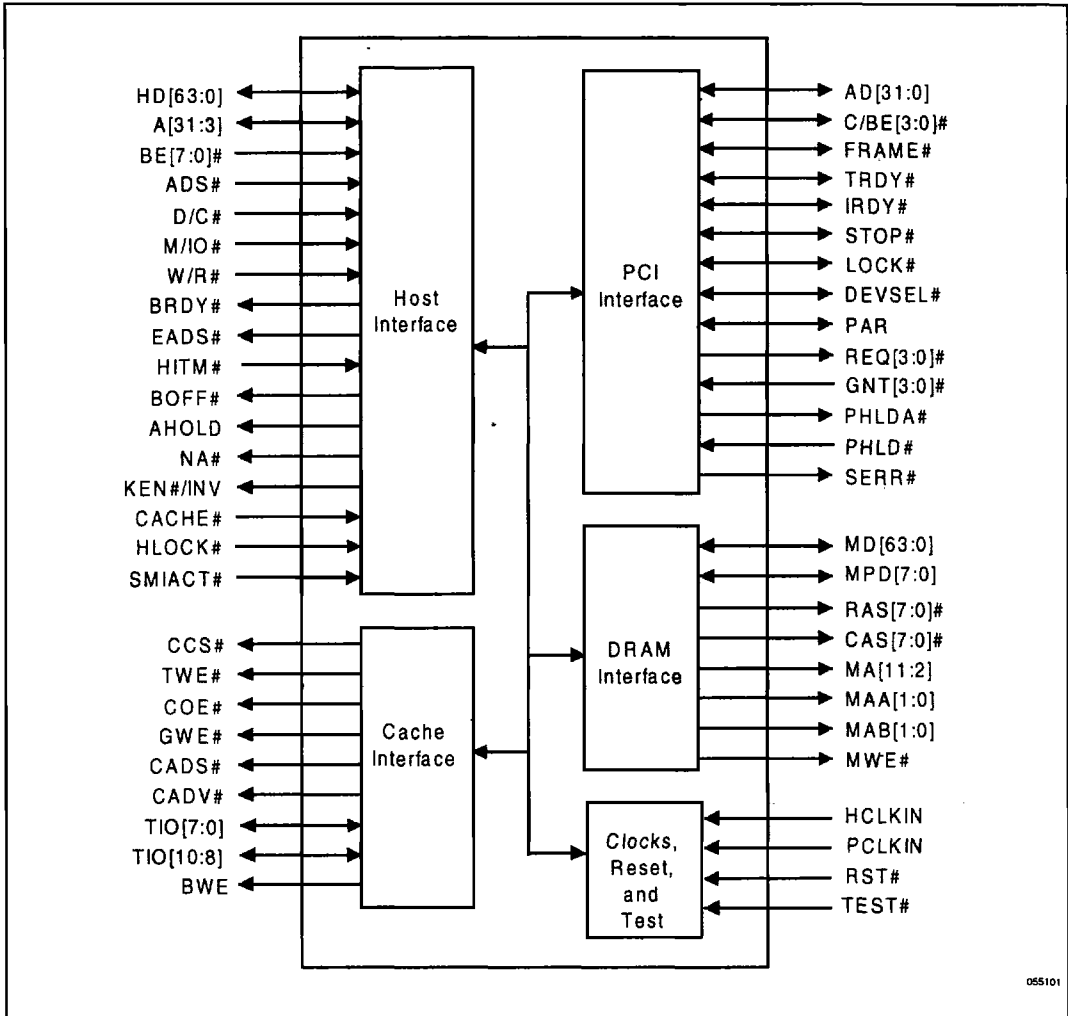 HD[63:0]
A[31:3]
BE[7:0]#
ADS#
D/C#
M/IO#
W/R#
BRDY#
EADS#
HITM#
BOFF#
AHOLD
NA#
KEN#/INV
CACHE#
HLOCK#
SMIACT#
Host
Interface
CCS#
TWE#
COE#
GWE#
CADS#
CADV#
TIO[7:0]
TIO[10:8]
BWE
Cache
Interface
PCI
Interface
AD[31:0]
C/BE[3:0]#
FRAME#
TRDY#
IRDY#
STOP#
LOCK#
DEVSEL#
PAR
REQ[3:0]#
GNT[3:0]#
PHLDA#
PHLD#
SERR#
DRAM
Interface
MD[63:0]
MPD[7:0]
RAS[7:0]#
CAS[7:0]#
MA[11:2]
MAA[1:0]
MAB[1:0]
MWE#
Clocks,
Reset,
and
Test
HCLKIN
PCLKIN
RST#
TEST#
055101